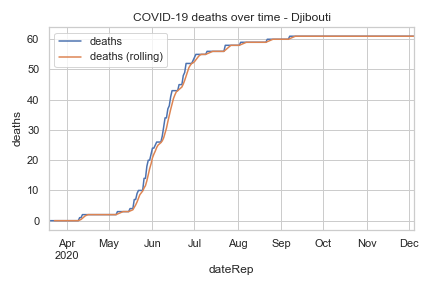 COVID-19 deaths over time - Djibouti
deaths
deaths (rolling)
60
50
40
30
20
10
0
deaths
Apr May Jun Jul Aug Sep Oct Nov Dec
2020
dateRep